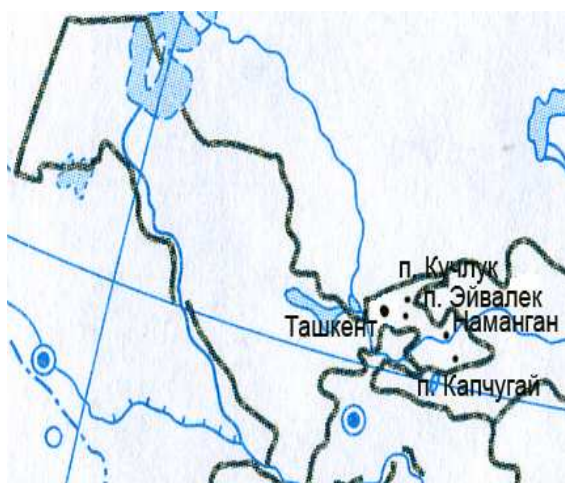 п. Кучлук
п. Эйвалек
Ташкент
Наманган
п. Капчугай